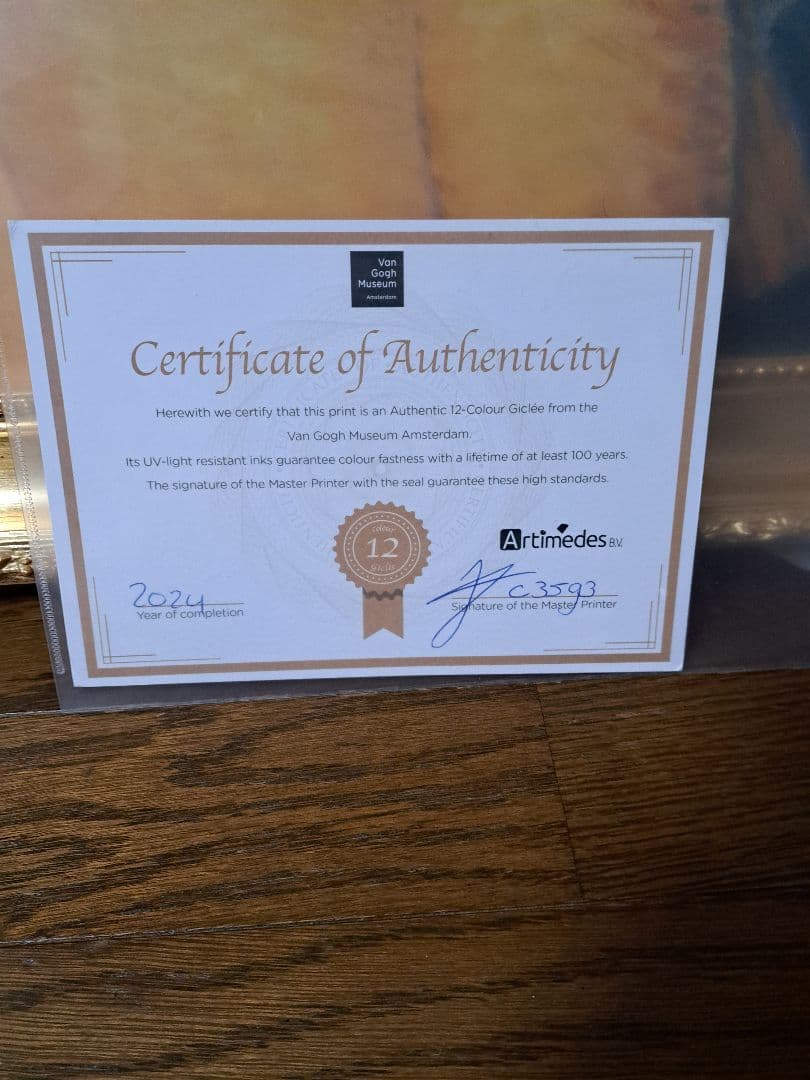 Van
Gogh
Museum
Amsterdam
Certificate of Authenticity
Herewith we certify that this print is an Authentic 12-Colour Giclée from the
Van Gogh Museum Amsterdam.
Its UV-light resistant inks guarantee colour fastness with a lifetime of at least 100 years.
The signature of the Master Printer with the seal guarantee these high standards.
colour
12
Giclée
Artimedes B.V.
2024
Year of completion
C3593
Signature of the Master Printer